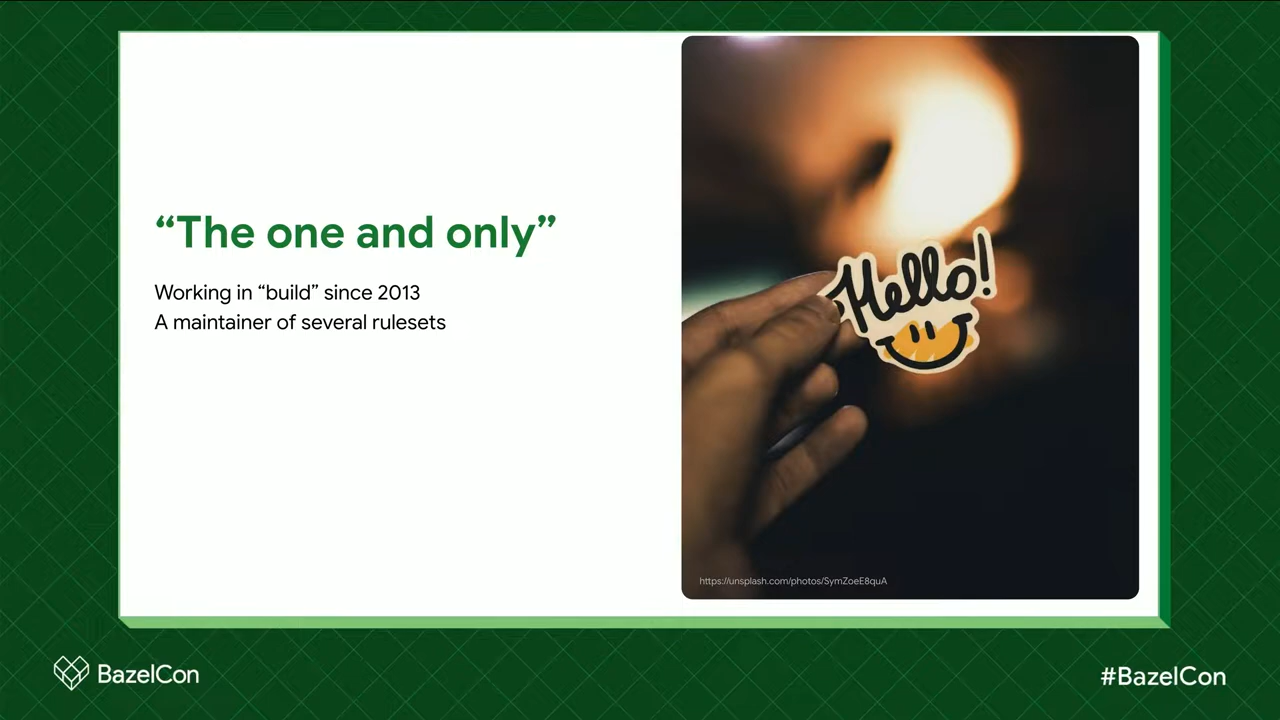 “The one and only”
Working in “build” since 2013
A maintainer of several rulesets
Hello!
https://unsplash.com/photos/SymZoeE8quA
BazelCon
#BazelCon